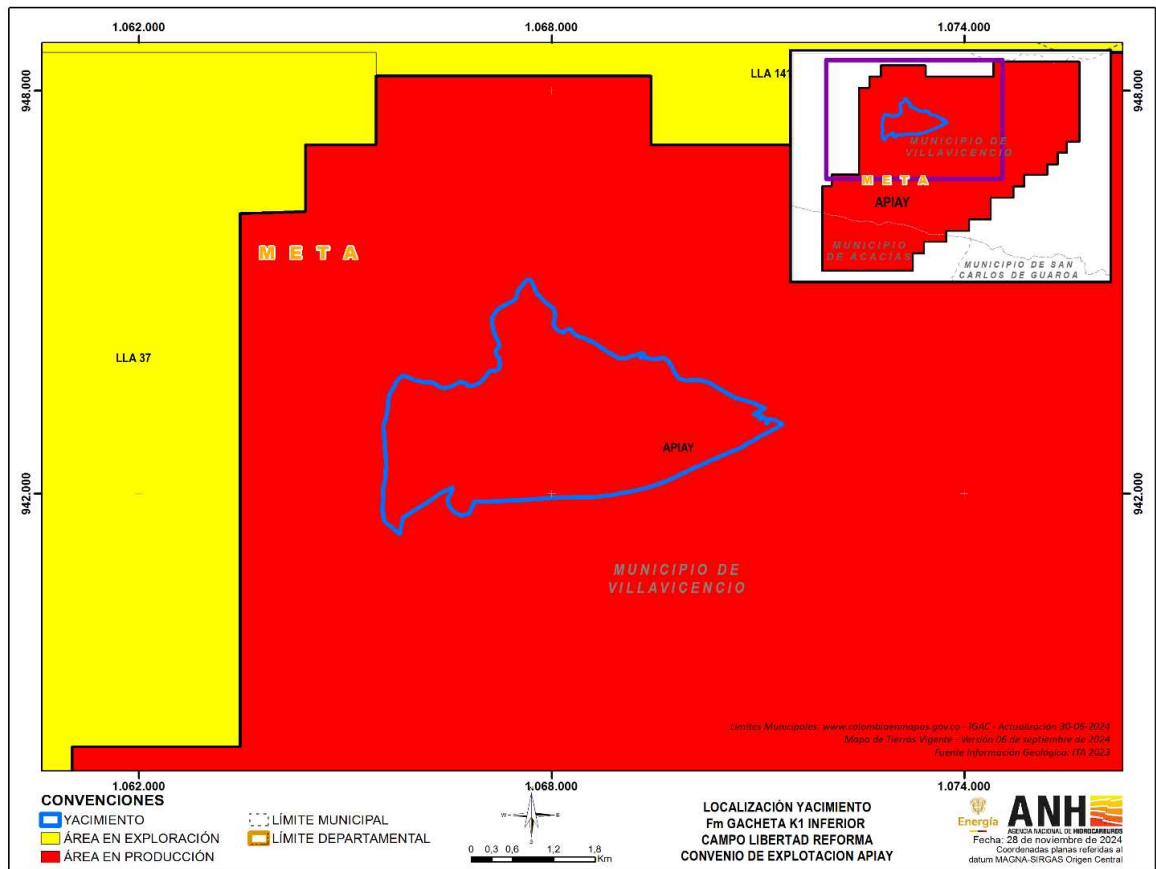 1.062.000
1.068.000
1.074.000
948.000
948.000
LLA 141
MUNICIPIO DE
VILLAVICENCIO
META
APIAY
MUNICIPIO
DE ACACÍAS
MUNICIPIO DE SAN
CARLOS DE GUAROA
META
LLA 37
APIAY
942.000
942.000
MUNICIPIO DE
VILLAVICENCIO
Límites Municipales: www.colombiaenmapas.gov.co - IGAC - Actualización 30-06-2024
Mapa de Tierras Vigente - Versión 06 de septiembre de 2024
Fuente Información Geológica: ITA 2023
1.062.000
1.068.000
1.074.000
CONVENCIONES
YACIMIENTO
ÁREA EN EXPLORACIÓN
ÁREA EN PRODUCCIÓN
LÍMITE MUNICIPAL
LÍMITE DEPARTAMENTAL
N
W
E
S
0 0,3 0,6 1,2 1,8
Km
LOCALIZACIÓN YACIMIENTO
Fm GACHETA K1 INFERIOR
CAMPO LIBERTAD REFORMA
CONVENIO DE EXPLOTACION APIAY
Energía
ANH
AGENCIA NACIONAL DE HIDROCARBUROS
Fecha: 28 de noviembre de 2024
Coordenadas planas referidas al
datum MAGNA-SIRGAS Origen Central